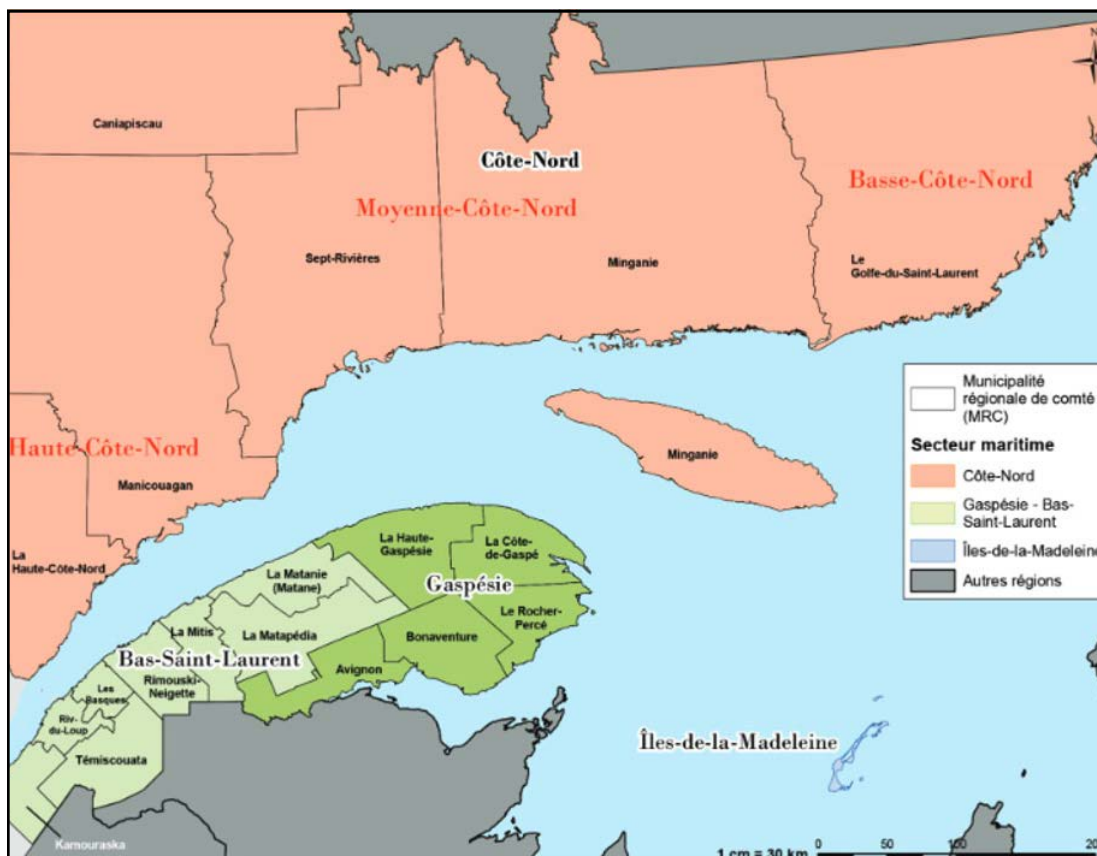 N
Caniapiscau
Côte-Nord
Basse-Côte-Nord
Moyenne-Côte-Nord
Sept-Rivières
Minganie
Le
Golfe-du-Saint-Laurent
Municipalité
régionale de comté
(MRC)
Secteur maritime
Côte-Nord
Gaspésie - Bas-
Saint-Laurent
Îles-de-la-Madeleine
Autres régions
Haute-Côte-Nord
Minganie
Manicouagan
La
Haute-Côte-Nord
La Haute-
Gaspésie
La Côte-
de-Gaspé
La Matanie
(Matane)
Gaspésie
Le Rocher-
Percé
La Mitis
La Matapédia
Bonaventure
Bas-Saint-Laurent
Avignon
Rimouski-
Neigette
Les
Basques
Riv-
du-Loup
Témiscouata
Îles-de-la-Madeleine
Kamouraska
1 cm = 30 km
0 50 100